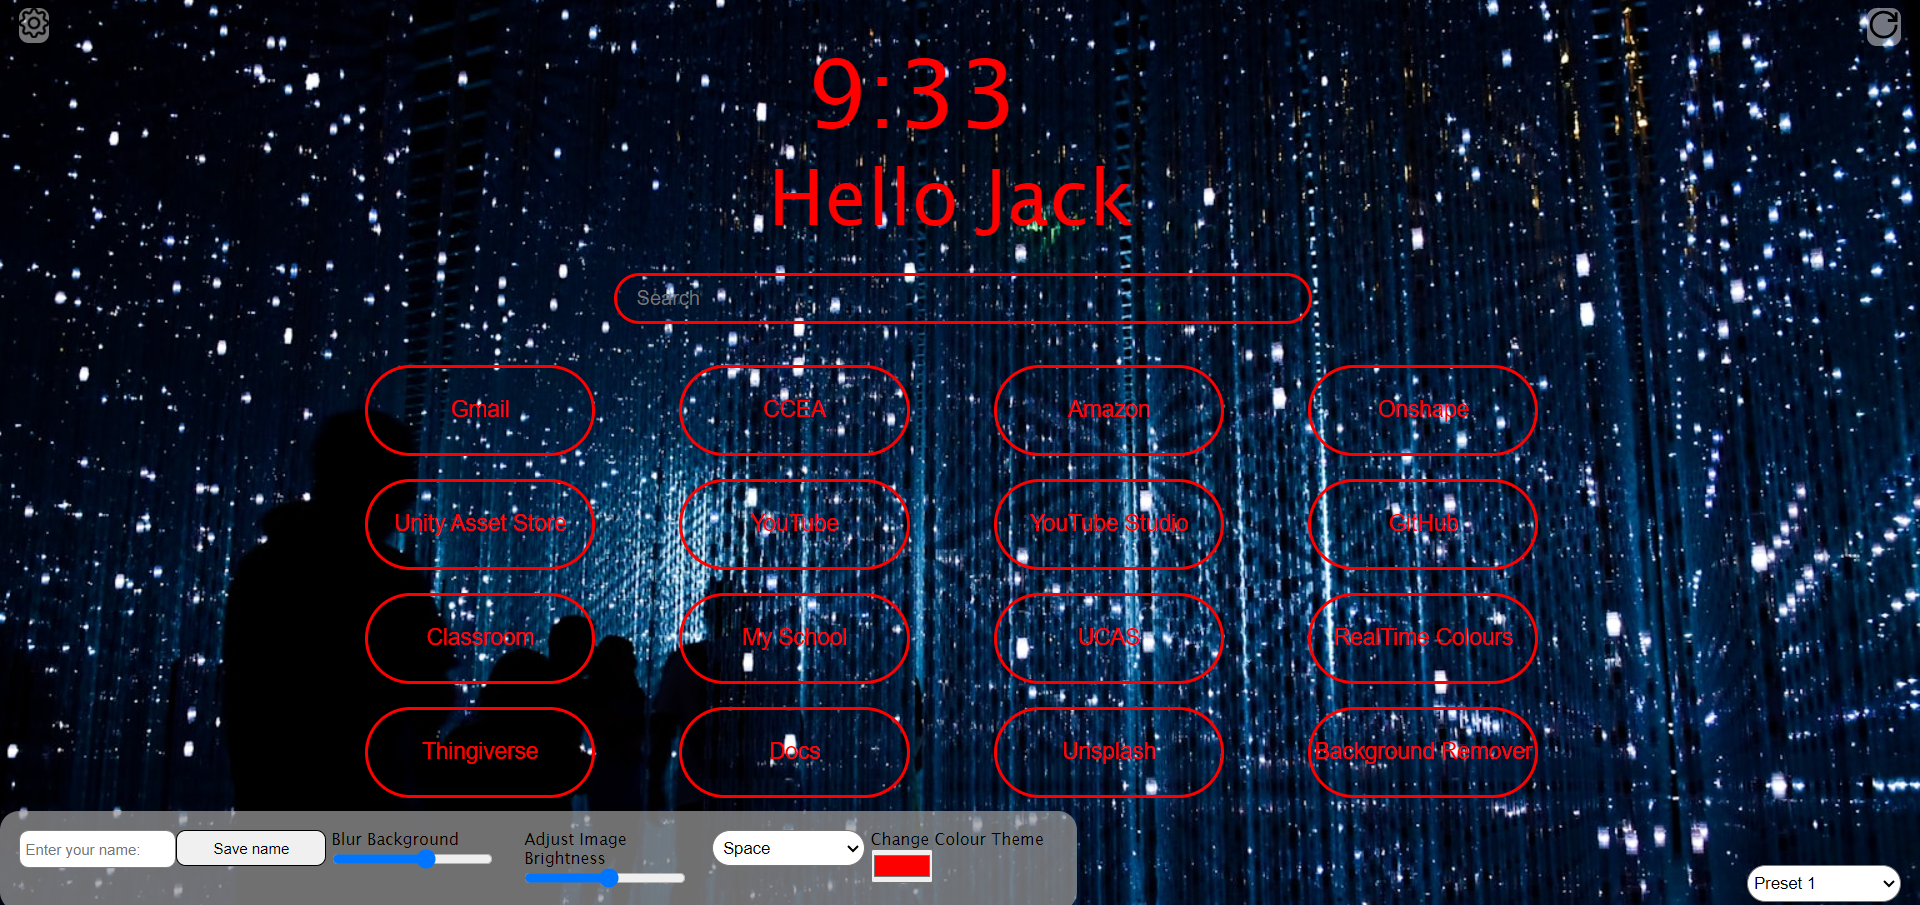 9:33
Hello Jack
Search
Gmail
CCEA
Amazon
Onshape
Unity Asset Store
YouTube
YouTube Studio
GitHub
Classroom
My School
UCAS
RealTime Colours
Thingiverse
Docs
Unsplash
Background Remover
Enter your name:
Save name
Blur Background
Adjust Image
Brightness
Space
Change Colour Theme
Preset 1